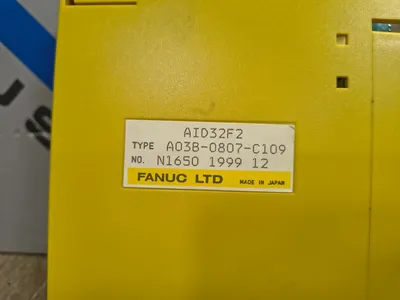 AID32F2
TYPE A03B-0807-C109
NO. N1650 1999 12
FANUC LTD MADE IN JAPAN